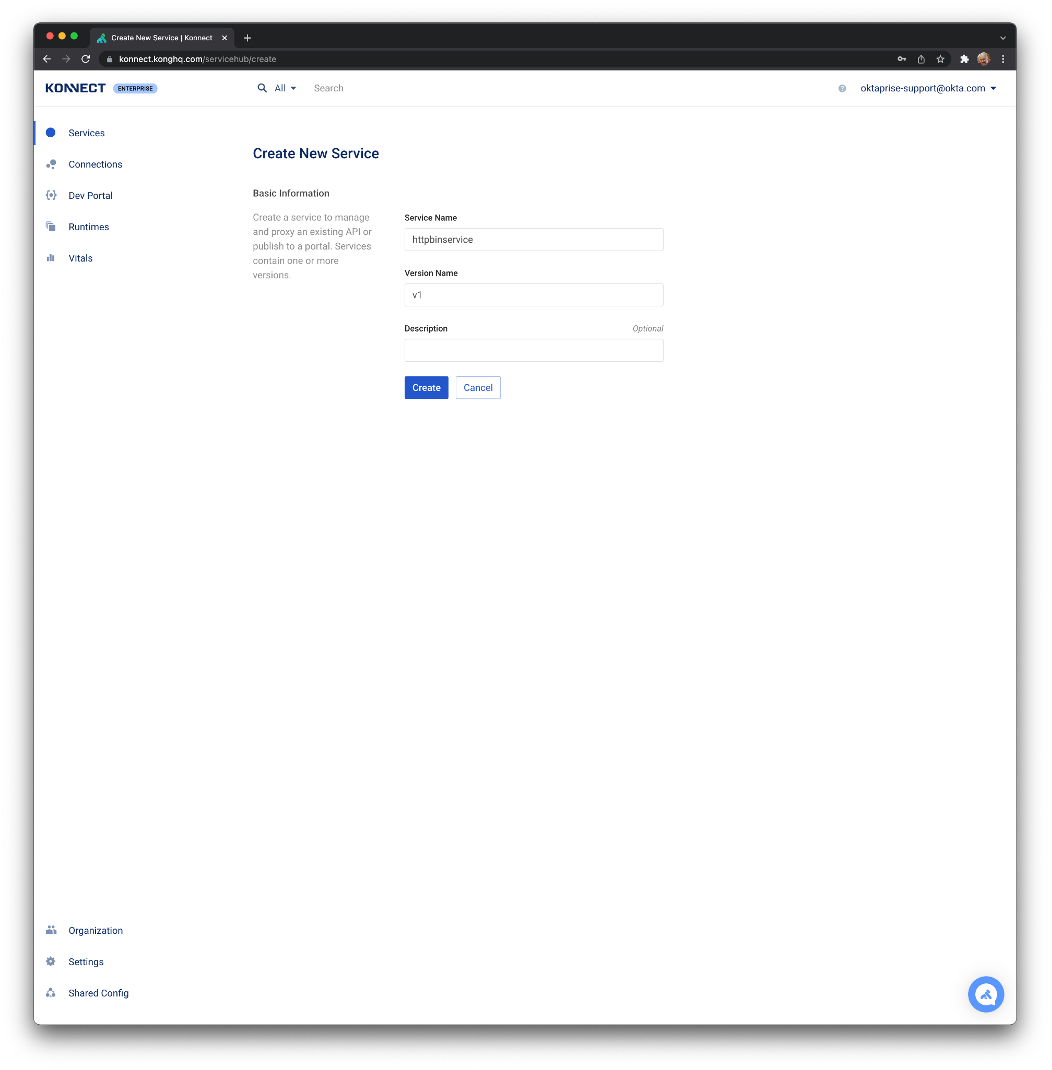 Create New Service | Konnect
konnect.konghq.com/servicehub/create
KONNECT ENTERPRISE
All
Search
oktaprise-support@okta.com
Services
Connections
Dev Portal
Runtimes
Vitals
Create New Service
Basic Information
Create a service to manage
and proxy an existing API or
publish to a portal. Services
contain one or more
versions.
Service Name
httpbinservice
Version Name
v1
Description Optional
Create Cancel
Organization
Settings
Shared Config